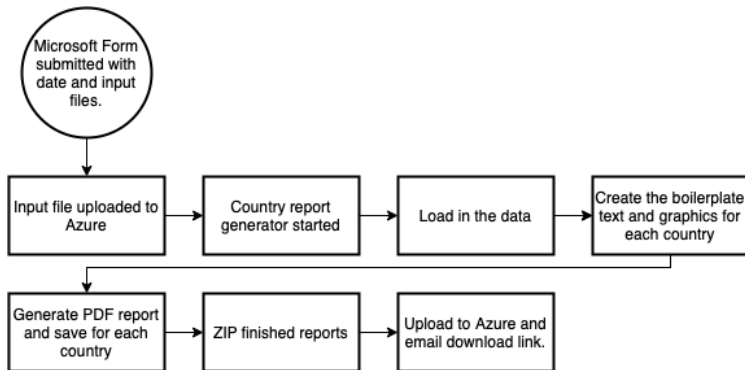 Microsoft Form
submitted with
date and input
files.
Input file uploaded to
Azure
Country report
generator started
Load in the data
Create the boilerplate
text and graphics for
each country
Generate PDF report
and save for each
country
ZIP finished reports
Upload to Azure and
email download link.